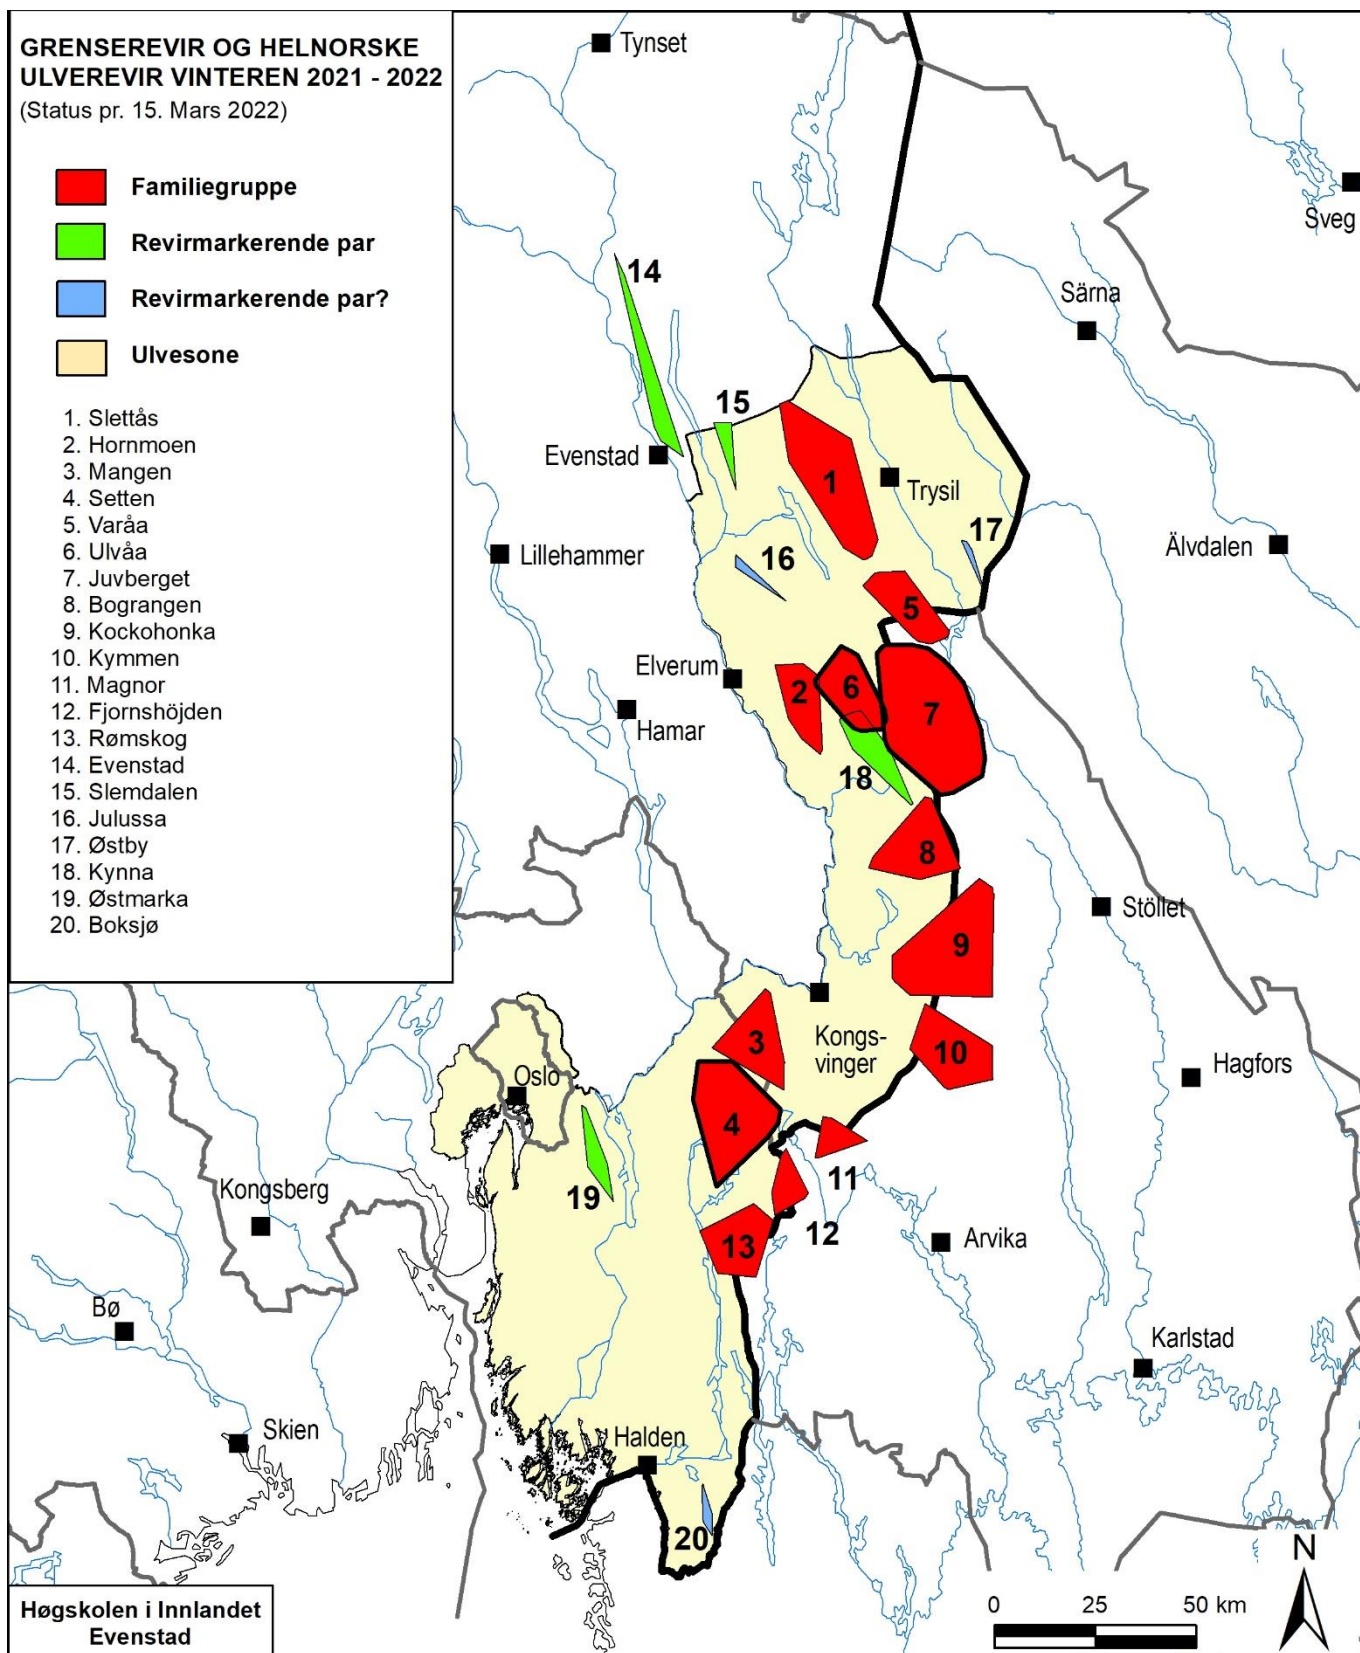 GRENSEREVIR OG HELNORSKE
ULVEREVIR VINTEREN 2021 - 2022
(Status pr. 15. Mars 2022)
Familiegruppe
Revirmarkerende par
Revirmarkerende par?
Ulvesone
1. Slettås
2. Hornmoen
3. Mangen
4. Setten
5. Varåa
6. Ulvåa
7. Juvberget
8. Bograngen
9. Kockohonka
10. Kymmen
11. Magnor
12. Fjornshöjden
13. Rømskog
14. Evenstad
15. Slemdalen
16. Julussa
17. Østby
18. Kynna
19. Østmarka
20. Boksjø
Tynset
Sveg
14
Särna
15
Evenstad
1
Trysil
17
Älvdalen
Lillehammer
16
5
Elverum
2
6
7
Hamar
18
8
Stöllet
9
3
Kongs-
vinger
10
Hagfors
Oslo
4
11
19
Kongsberg
12
13
Arvika
Bø
Karlstad
Skien
Halden
20
N
0 25 50 km
Høgskolen i Innlandet
Evenstad